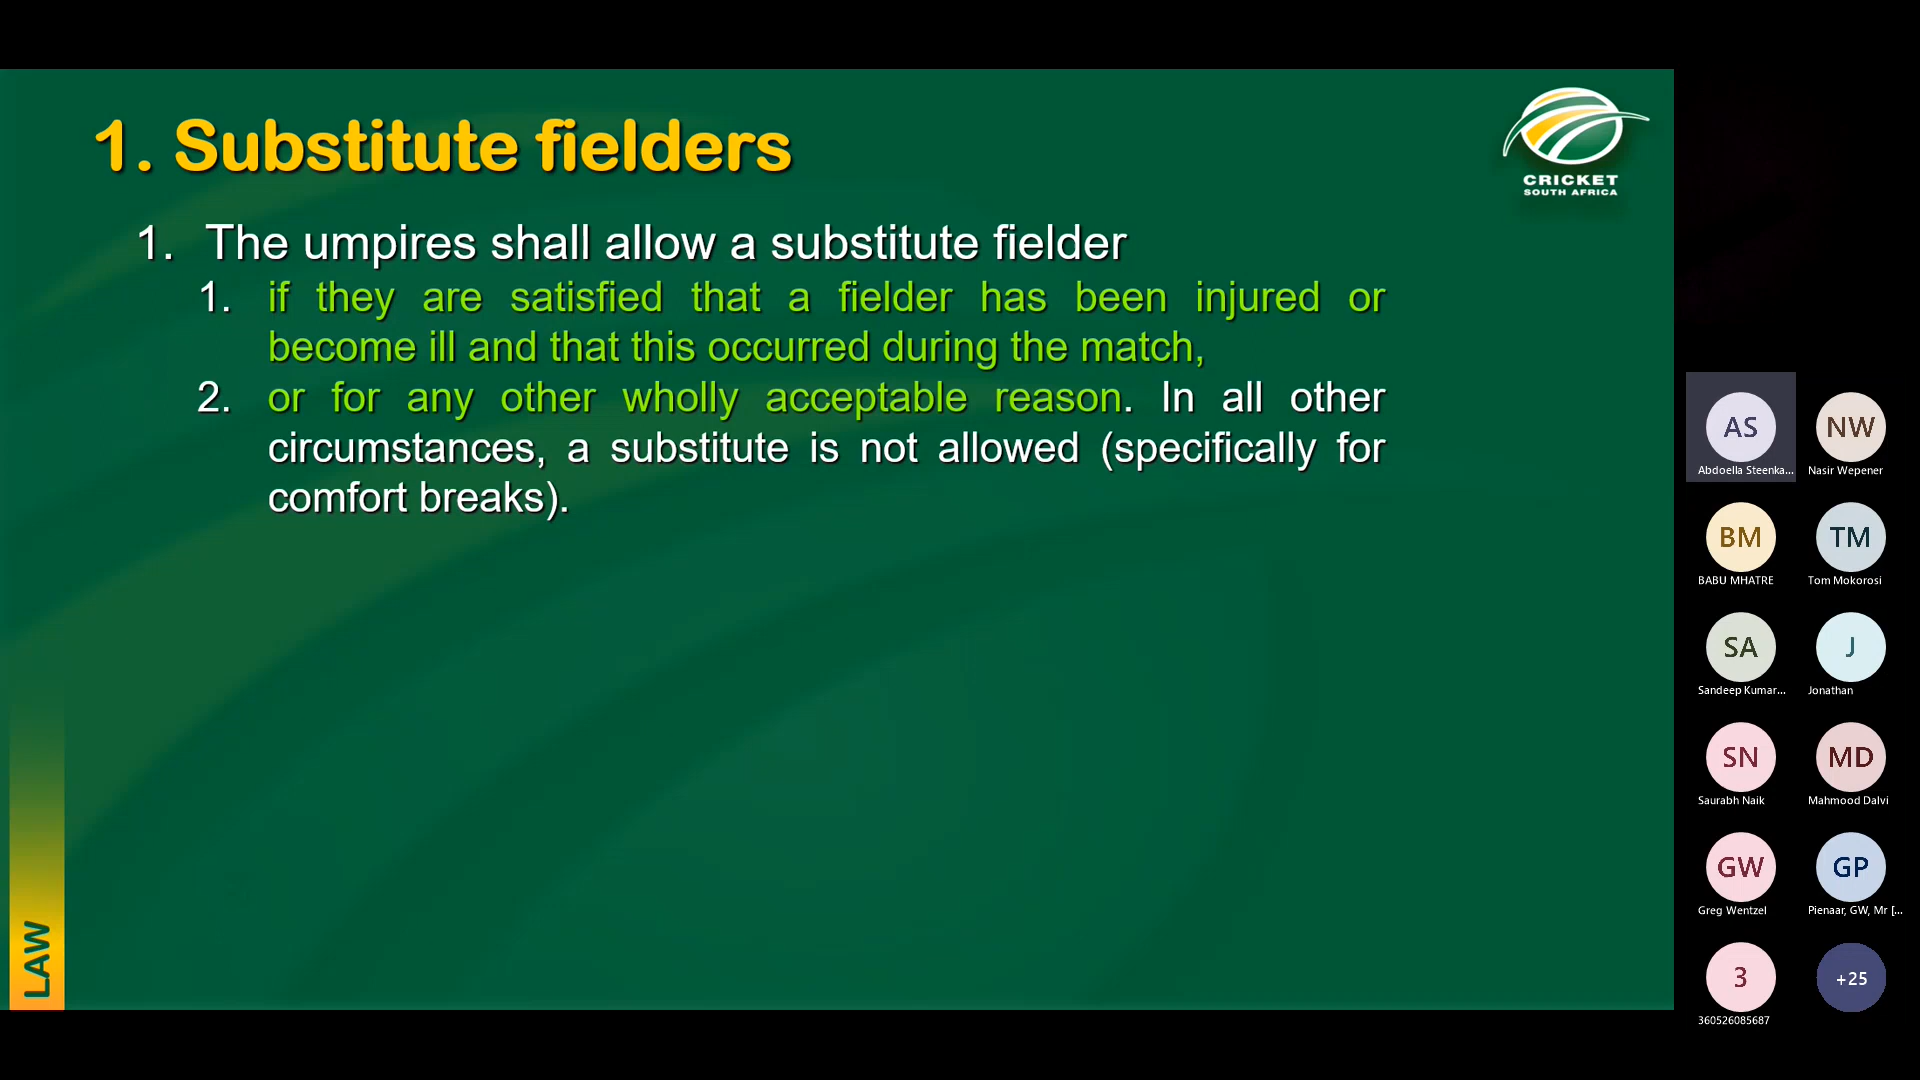 1. Substitute fielders
CRICKET
SOUTH AFRICA
1. The umpires shall allow a substitute fielder
1. if they are satisfied that a fielder has been injured or
become ill and that this occurred during the match,
2. or for any other wholly acceptable reason. In all other
circumstances, a substitute is not allowed (specifically for
comfort breaks).
LAW
AS
Abdoella Steenka...
NW
Nasir Wepener
BM
BABU MHATRE
TM
Tom Mokorosi
SA
Sandeep Kumar...
J
Jonathan
SN
Saurabh Naik
MD
Mahmood Dalvi
GW
Greg Wentzel
GP
Pienaar, GW, Mr [...
3
360526085687
+25